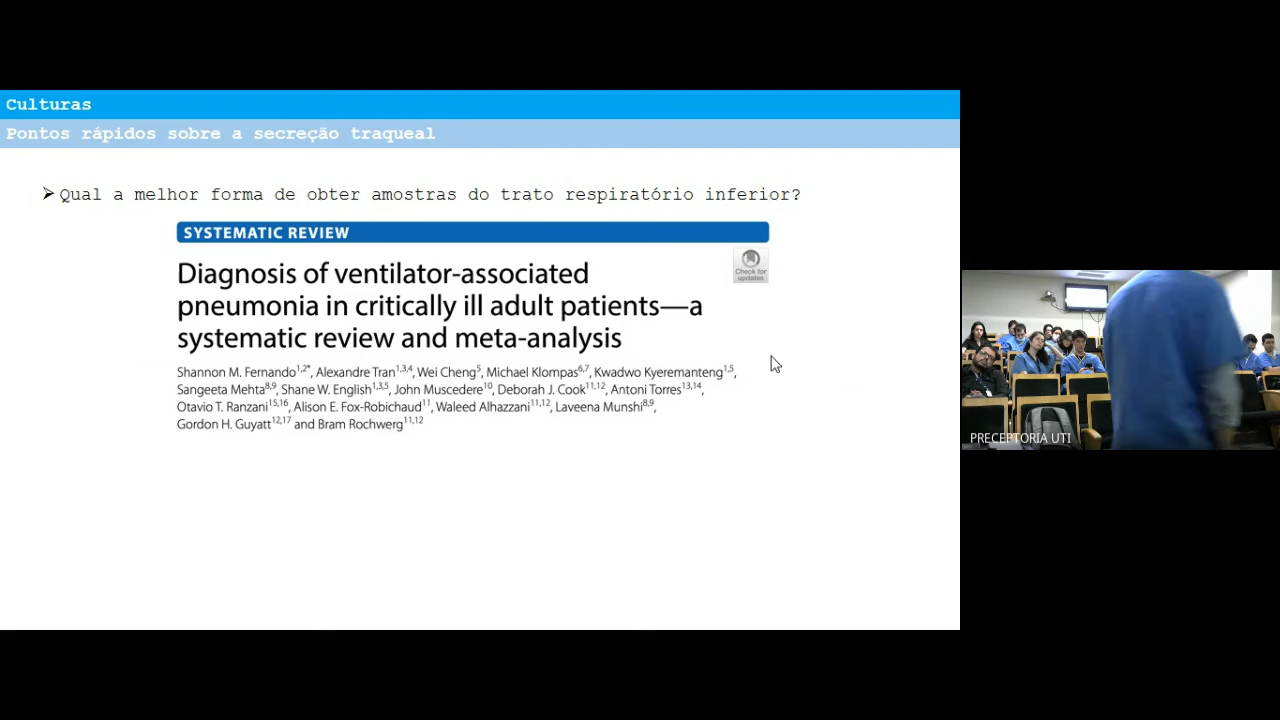 Culturas
Pontos rápidos sobre a secreção traqueal
➢ Qual a melhor forma de obter amostras do trato respiratório inferior?
SYSTEMATIC REVIEW
Check for
updates
Diagnosis of ventilator-associated
pneumonia in critically ill adult patients—a
systematic review and meta-analysis
Shannon M. Fernando1,2*, Alexandre Tran1,3,4, Wei Cheng5, Michael Klompas6,7, Kwadwo Kyeremanteng1,5,
Sangeeta Mehta8,9, Shane W. English1,3,5, John Muscedere10, Deborah J. Cook11,12, Antoni Torres13,14,
Otavio T. Ranzani15,16, Alison E. Fox-Robichaud11, Waleed Alhazzani11,12, Laveena Munshi8,9,
Gordon H. Guyatt12,17 and Bram Rochwerg11,12
PRECEPTORIA UTI